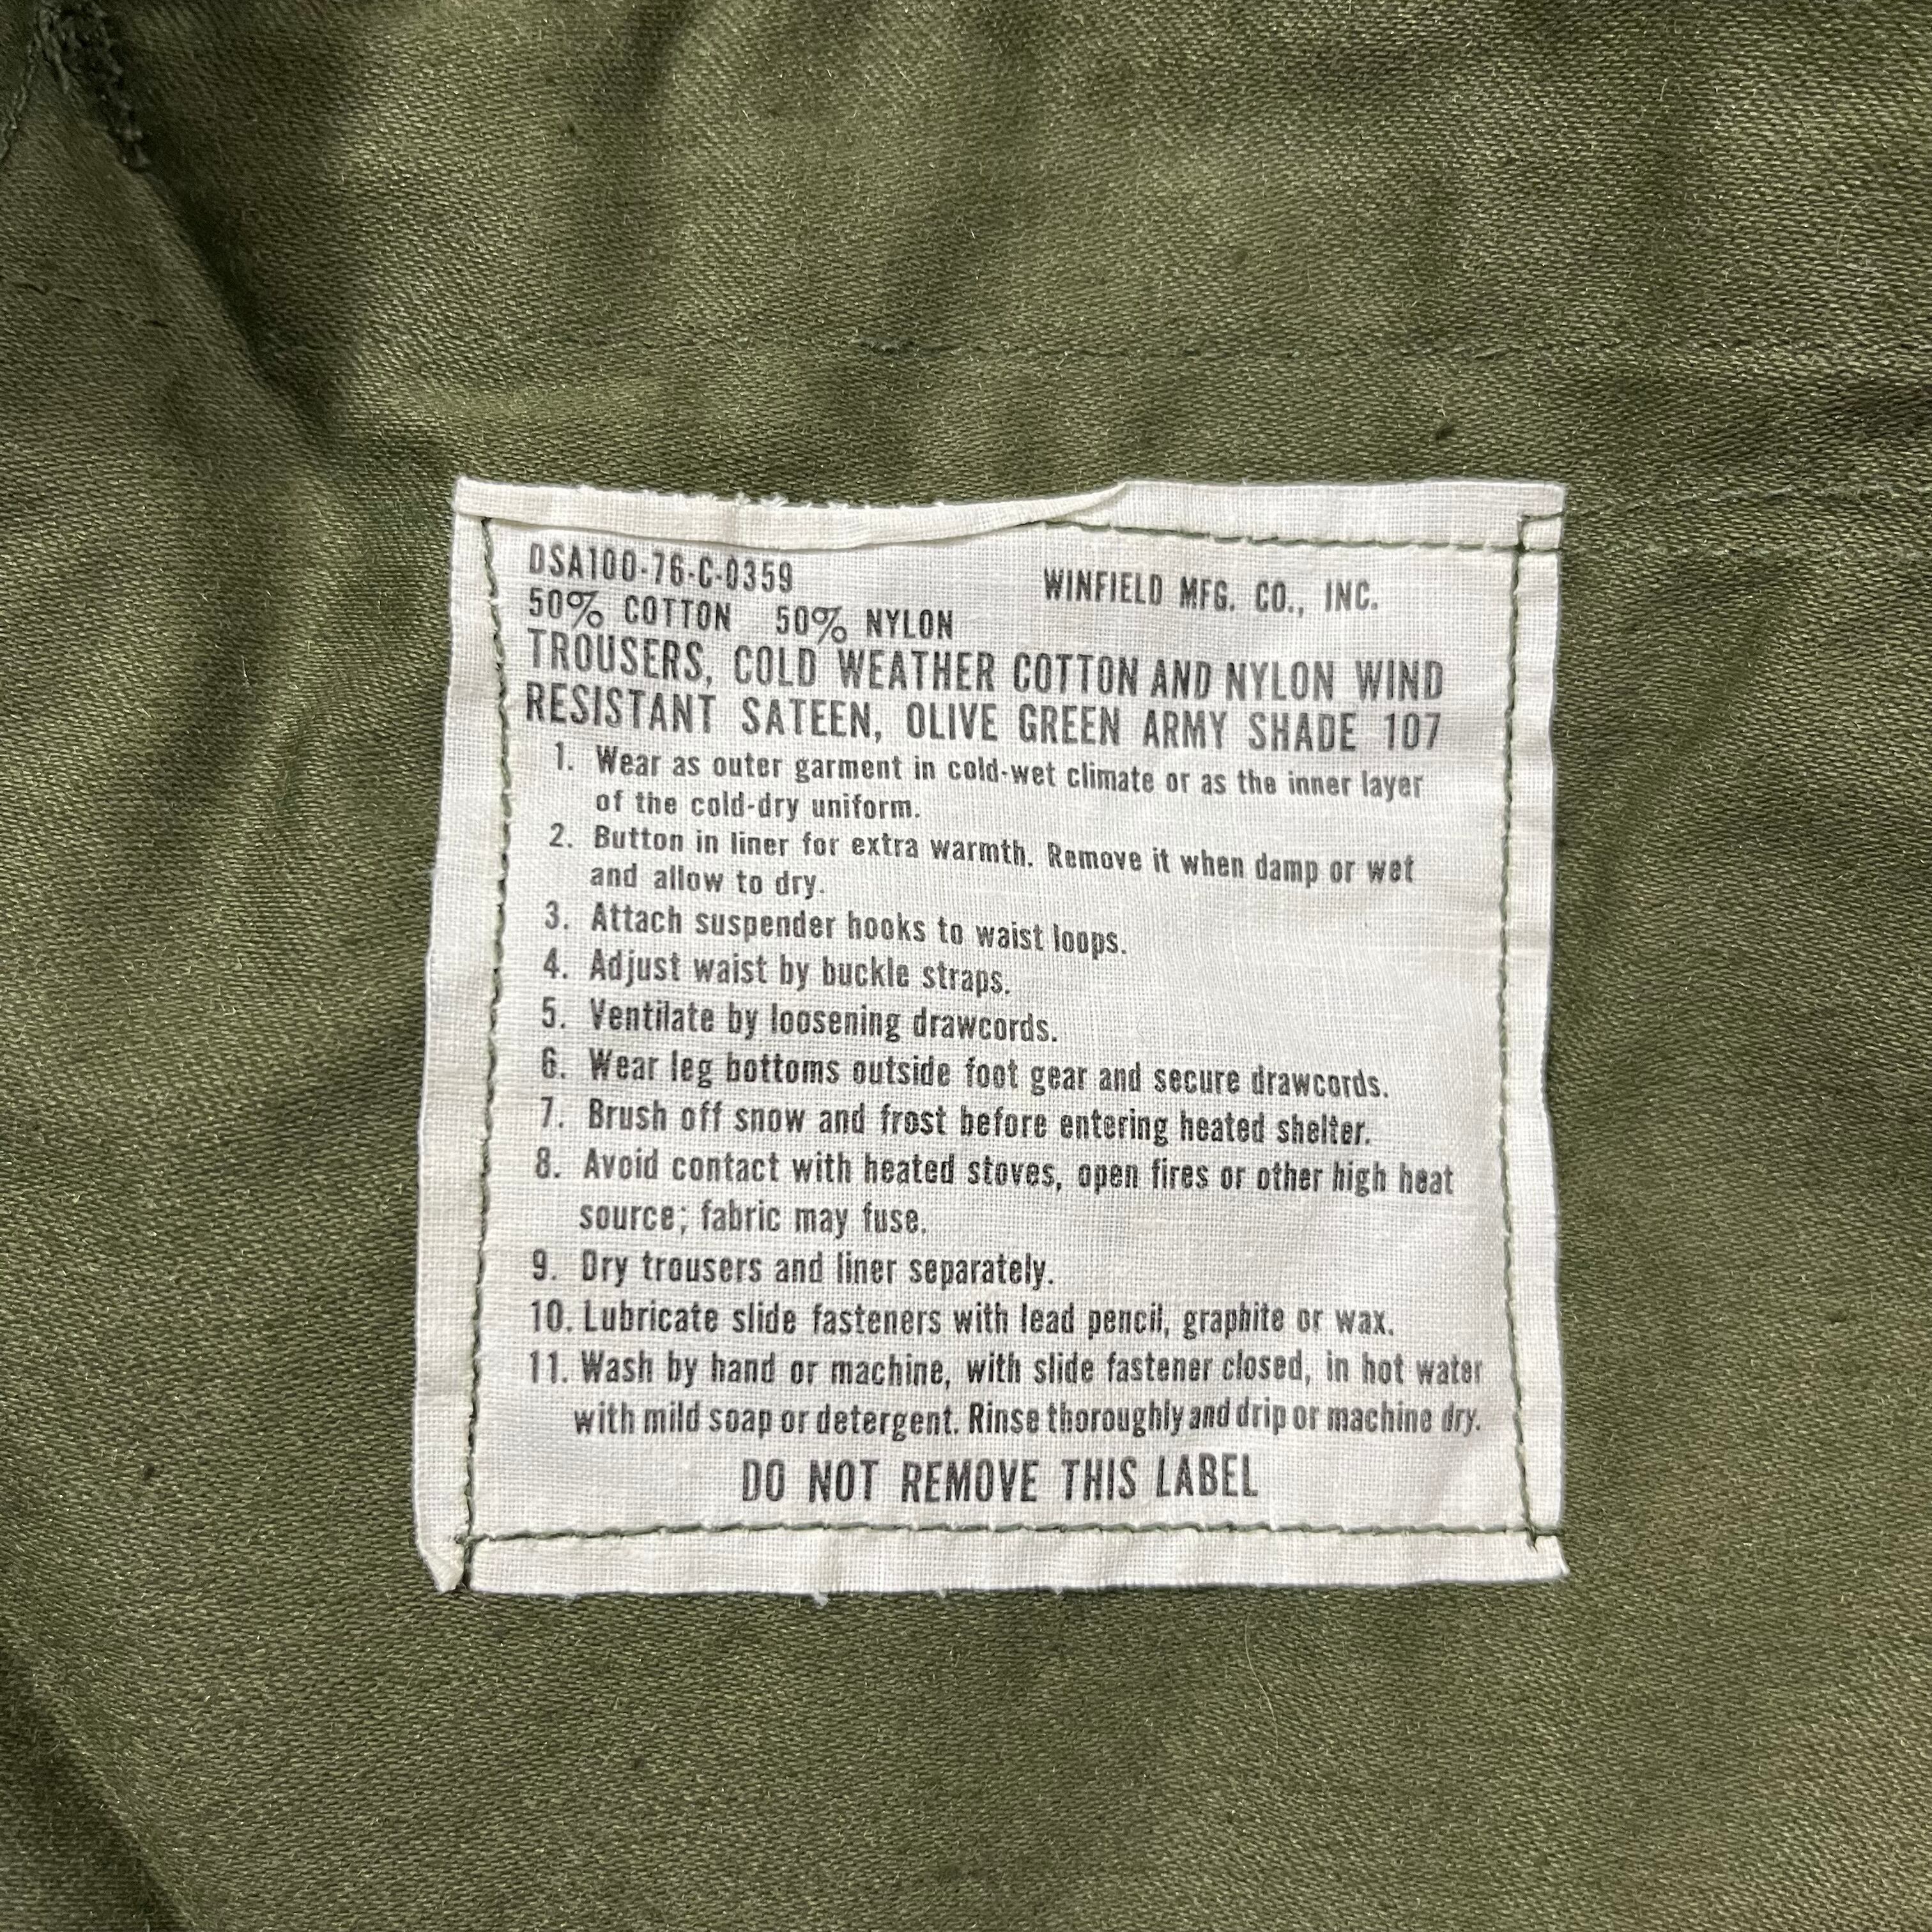 DSA100-76-C-0359 WINFIELD MFG. CO., INC.
50% COTTON 50% NYLON
TROUSERS, COLD WEATHER COTTON AND NYLON WIND
RESISTANT SATEEN, OLIVE GREEN ARMY SHADE 107
1. Wear as outer garment in cold-wet climate or as the inner layer
of the cold-dry uniform.
2. Button in liner for extra warmth. Remove it when damp or wet
and allow to dry.
3. Attach suspender hooks to waist loops.
4. Adjust waist by buckle straps.
5. Ventilate by loosening drawcords.
6. Wear leg bottoms outside foot gear and secure drawcords.
7. Brush off snow and frost before entering heated shelter.
8. Avoid contact with heated stoves, open fires or other high heat
source; fabric may fuse.
9. Dry trousers and liner separately.
10. Lubricate slide fasteners with lead pencil, graphite or wax.
11. Wash by hand or machine, with slide fastener closed, in hot water
with mild soap or detergent. Rinse thoroughly and drip or machine dry.
DO NOT REMOVE THIS LABEL